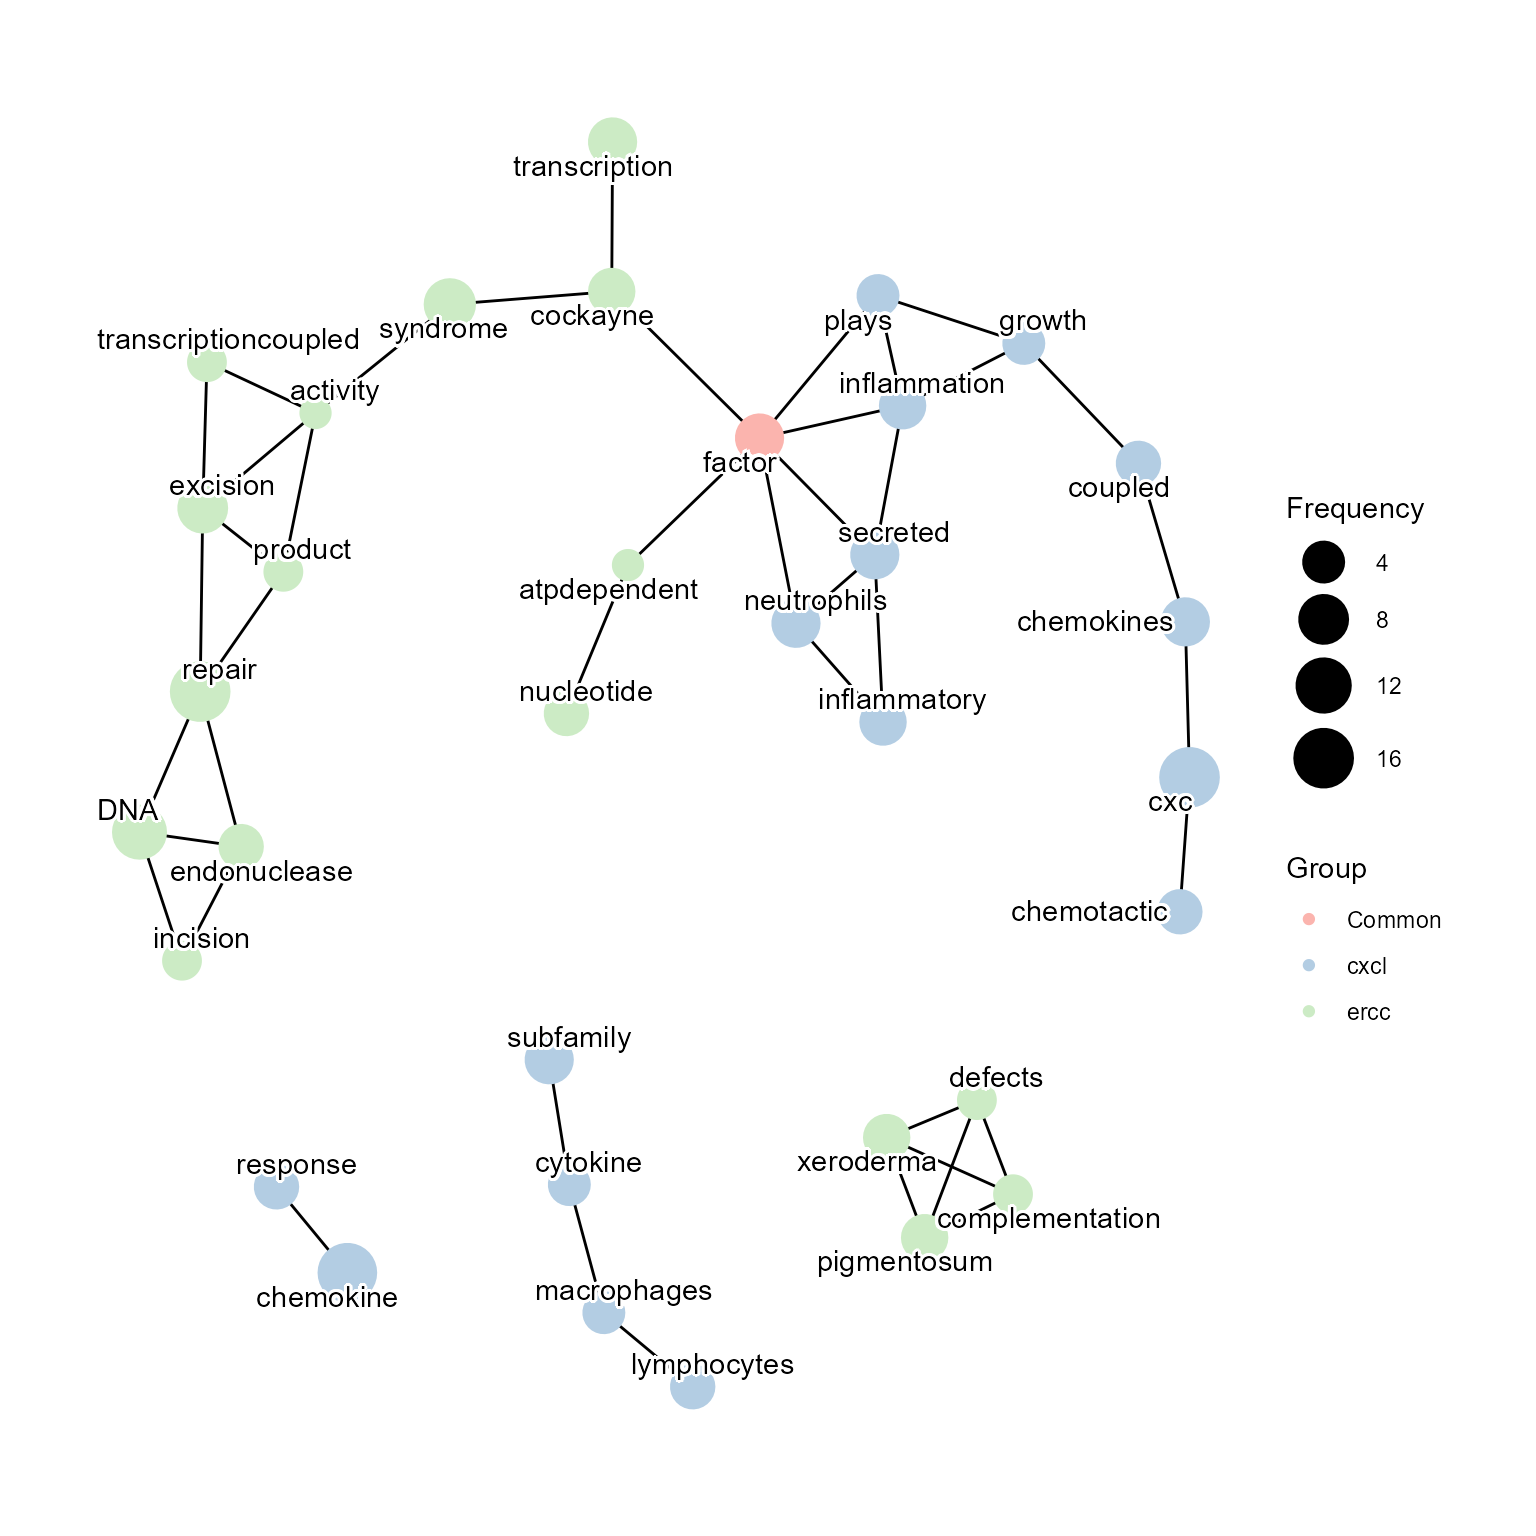 transcription
cockayne
syndrome
transcriptioncoupled
activity
plays
growth
inflammation
factor
coupled
excision
product
secreted
atpdependent
neutrophils
chemokines
repair
nucleotide
inflammatory
DNA
cxc
endonuclease
chemotactic
incision
subfamily
defects
response
cytokine
xeroderma
complementation
pigmentosum
chemokine
macrophages
lymphocytes
Frequency
4
8
12
16
Group
Common
cxcl
ercc